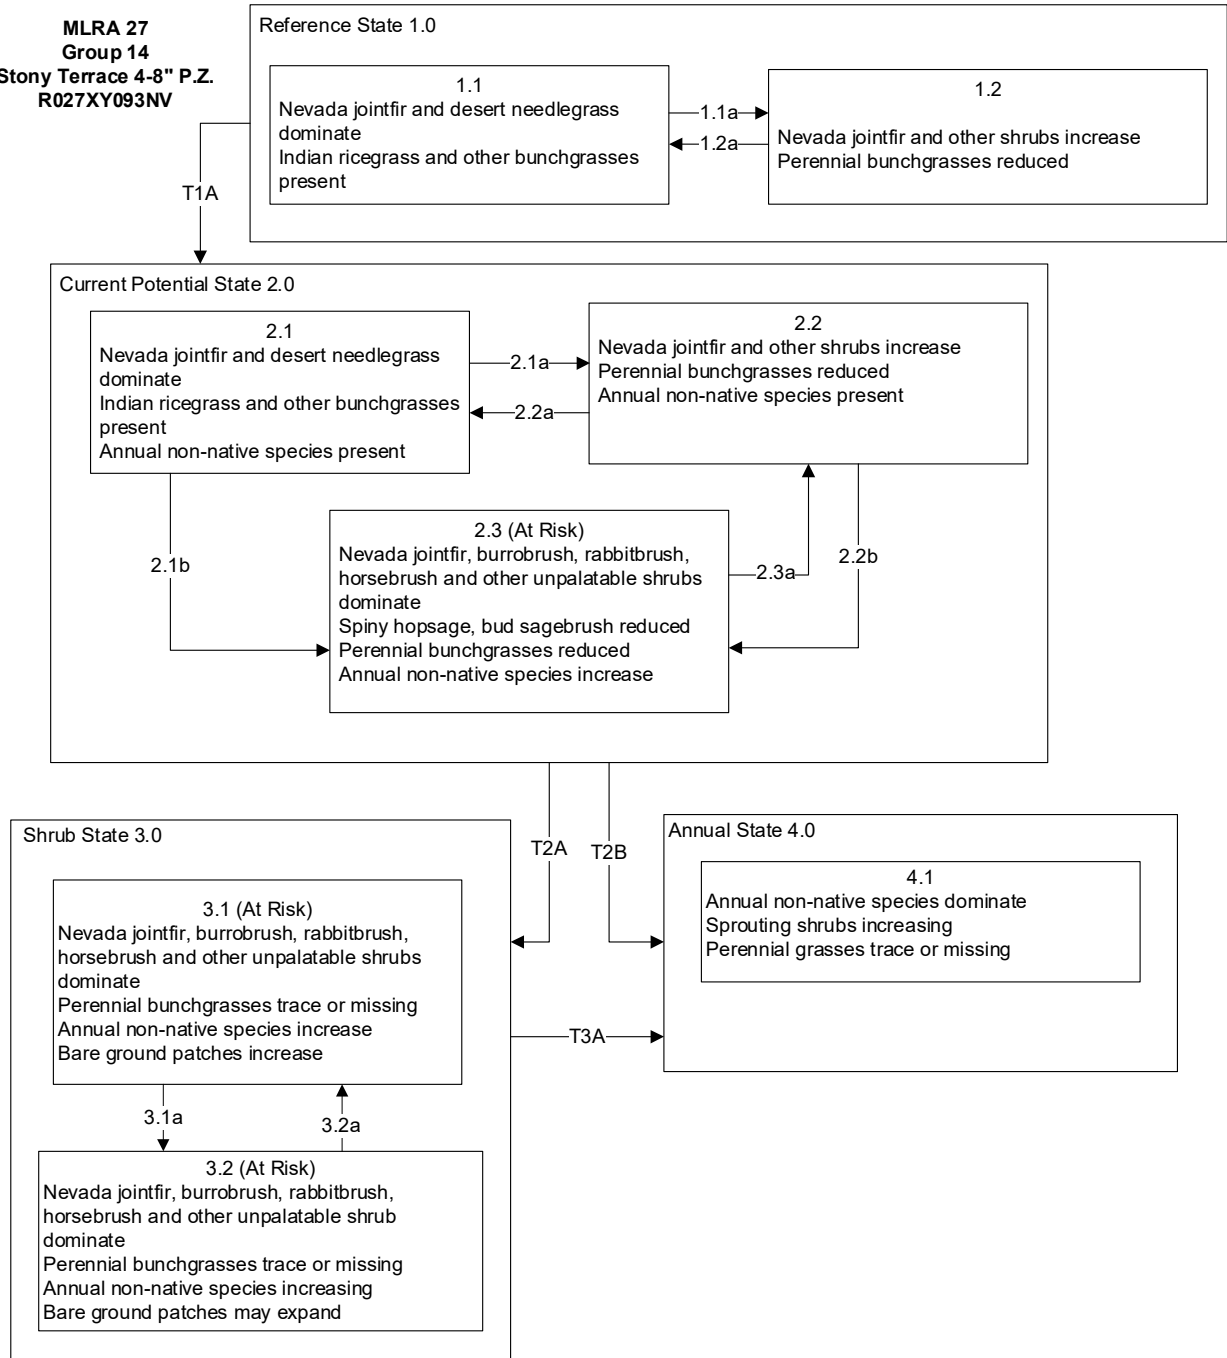 MLRA 27
Group 14
Stony Terrace 4-8" P.Z.
R027XY093NV
Reference State 1.0
1.1
Nevada jointfir and desert needlegrass
dominate
Indian ricegrass and other bunchgrasses
present
1.1a
1.2a
1.2
Nevada jointfir and other shrubs increase
Perennial bunchgrasses reduced
T1A
Current Potential State 2.0
2.1
Nevada jointfir and desert needlegrass
dominate
Indian ricegrass and other bunchgrasses
present
Annual non-native species present
2.1a
2.2a
2.2
Nevada jointfir and other shrubs increase
Perennial bunchgrasses reduced
Annual non-native species present
2.1b
2.3 (At Risk)
Nevada jointfir, burrobrush, rabbitbrush,
horsebrush and other unpalatable shrubs
dominate
Spiny hopsage, bud sagebrush reduced
Perennial bunchgrasses reduced
Annual non-native species increase
2.3a
2.2b
T2A
T2B
Shrub State 3.0
3.1 (At Risk)
Nevada jointfir, burrobrush, rabbitbrush,
horsebrush and other unpalatable shrubs
dominate
Perennial bunchgrasses trace or missing
Annual non-native species increase
Bare ground patches increase
3.1a
3.2a
3.2 (At Risk)
Nevada jointfir, burrobrush, rabbitbrush,
horsebrush and other unpalatable shrub
dominate
Perennial bunchgrasses trace or missing
Annual non-native species increasing
Bare ground patches may expand
T3A
Annual State 4.0
4.1
Annual non-native species dominate
Sprouting shrubs increasing
Perennial grasses trace or missing